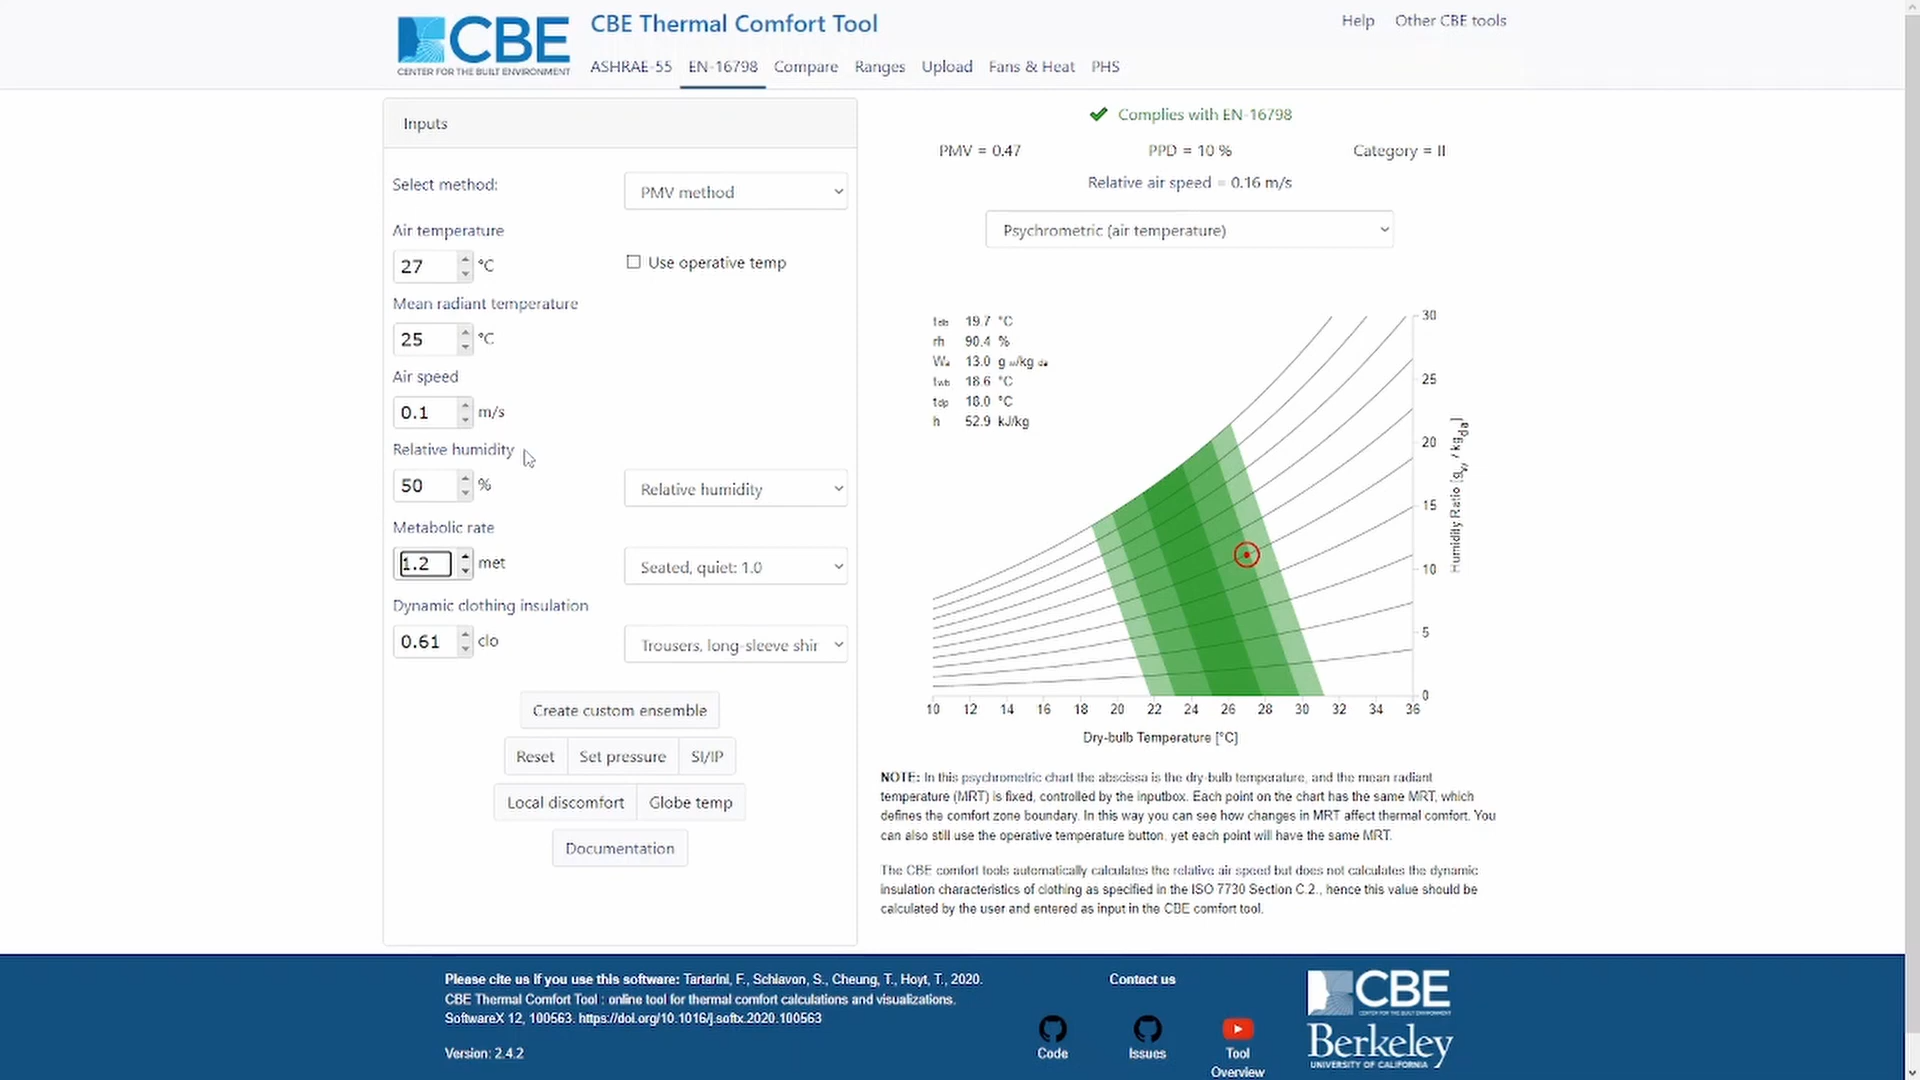 CBE
CENTER FOR THE BUILT ENVIRONMENT
CBE Thermal Comfort Tool
Help Other CBE tools
ASHRAE-55 EN-16798 Compare Ranges Upload Fans & Heat PHS
Inputs
Select method:
PMV method
Air temperature
27 °C
Use operative temp
Mean radiant temperature
25 °C
Air speed
0.1 m/s
Relative humidity
50 %
Relative humidity
Metabolic rate
1.2 met
Seated, quiet: 1.0
Dynamic clothing insulation
0.61 clo
Trousers, long-sleeve shir
Create custom ensemble
Reset Set pressure SI/IP
Local discomfort Globe temp
Documentation
Complies with EN-16798
PMV = 0.47 PPD = 10 % Category = II
Relative air speed = 0.16 m/s
Psychrometric (air temperature)
tdb 19.7 °C
rh 90.4 %
Wa 13.0 g w/kg da
twb 18.6 °C
tdp 18.0 °C
h 52.9 kJ/kg
30
25
20
15
10
5
0
Humidity Ratio [gw / kgda]
10 12 14 16 18 20 22 24 26 28 30 32 34 36
Dry-bulb Temperature [°C]
NOTE: In this psychrometric chart the abscissa is the dry-bulb temperature, and the mean radiant
temperature (MRT) is fixed, controlled by the inputbox. Each point on the chart has the same MRT, which
defines the comfort zone boundary. In this way you can see how changes in MRT affect thermal comfort. You
can also still use the operative temperature button, yet each point will have the same MRT.
The CBE comfort tools automatically calculates the relative air speed but does not calculates the dynamic
insulation characteristics of clothing as specified in the ISO 7730 Section C.2., hence this value should be
calculated by the user and entered as input in the CBE comfort tool.
Please cite us if you use this software: Tartarini, F., Schiavon, S., Cheung, T., Hoyt, T., 2020.
CBE Thermal Comfort Tool : online tool for thermal comfort calculations and visualizations.
SoftwareX 12, 100563. https://doi.org/10.1016/j.softx.2020.100563
Version: 2.4.2
Contact us
Code
Issues
Tool
Overview
CBE
CENTER FOR THE BUILT ENVIRONMENT
Berkeley
UNIVERSITY OF CALIFORNIA